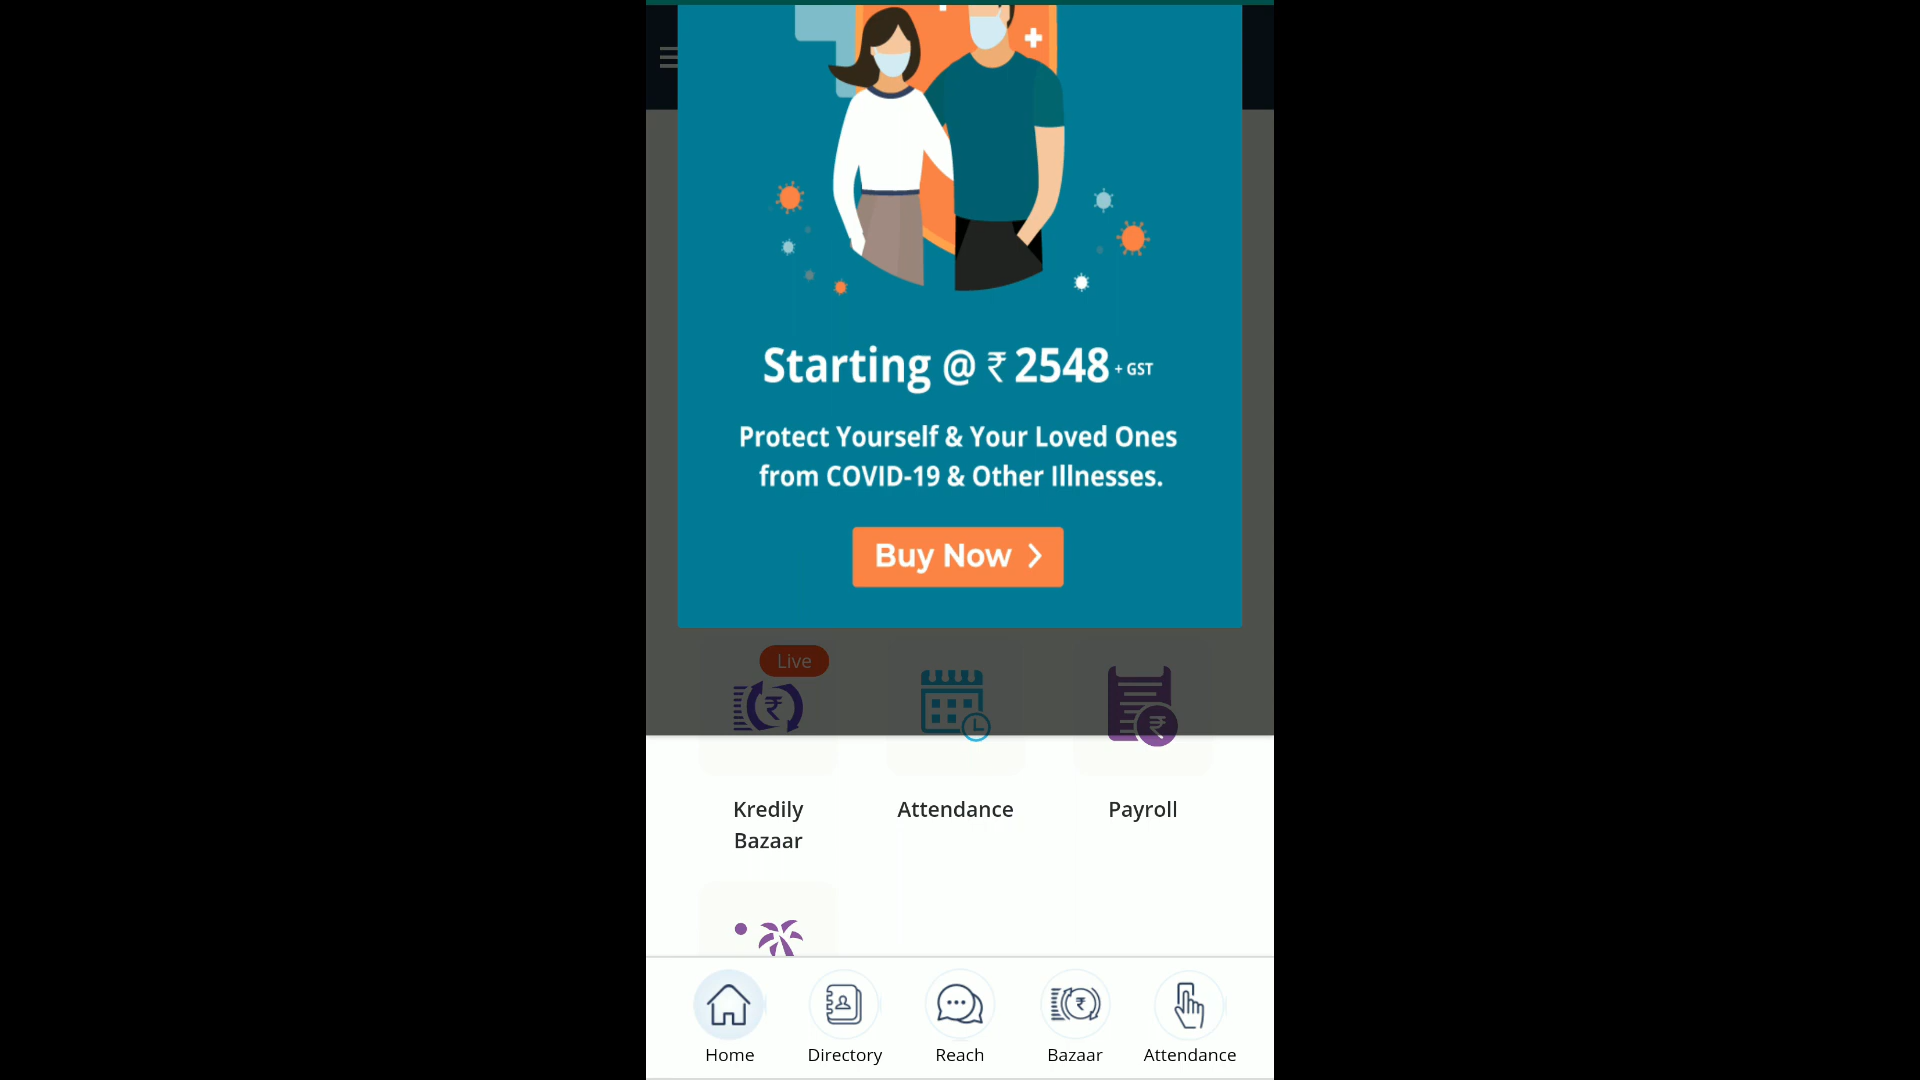 Starting @ ₹ 2548 + GST
Protect Yourself & Your Loved Ones
from COVID-19 & Other Illnesses.
Buy Now
Live
Kredily
Bazaar
Attendance
Payroll
Home
Directory
Reach
Bazaar
Attendance